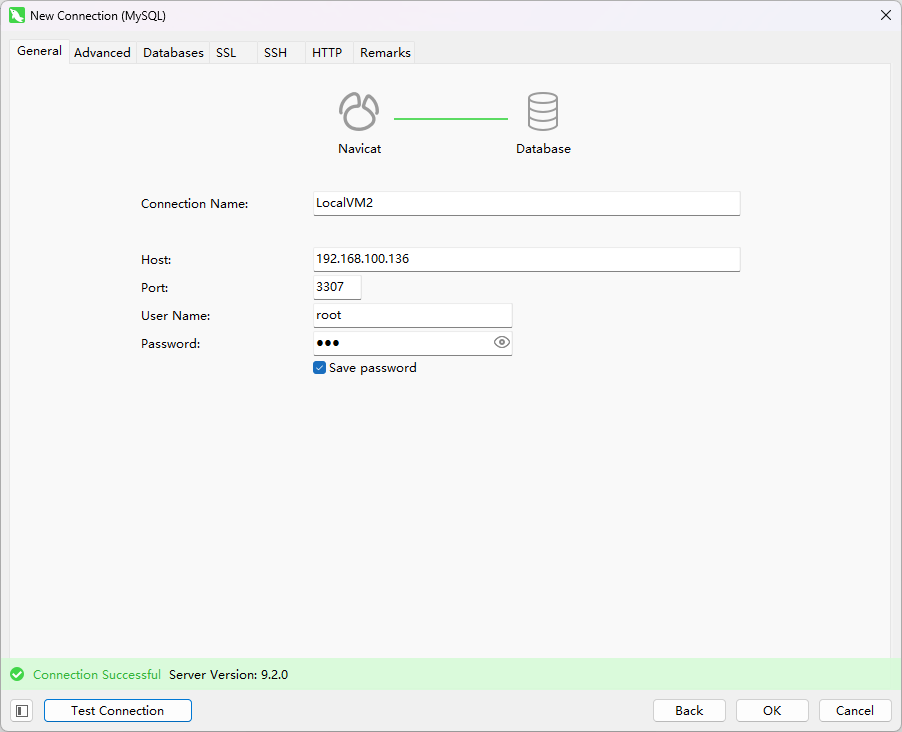 New Connection (MySQL)
General Advanced Databases SSL SSH HTTP Remarks
Navicat Database
Connection Name: LocalVM2
Host: 192.168.100.136
Port: 3307
User Name: root
Password: ●●●
Save password
Connection Successful Server Version: 9.2.0
Test Connection Back OK Cancel